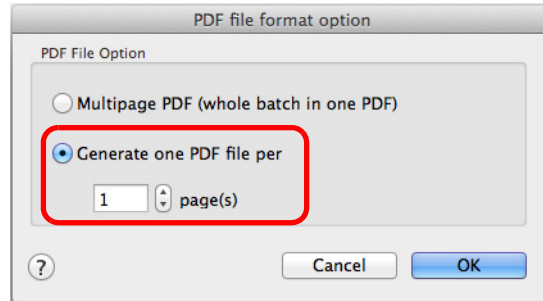 PDF file format option
PDF File Option
Multipage PDF (whole batch in one PDF)
Generate one PDF file per
1 page(s)
? Cancel OK